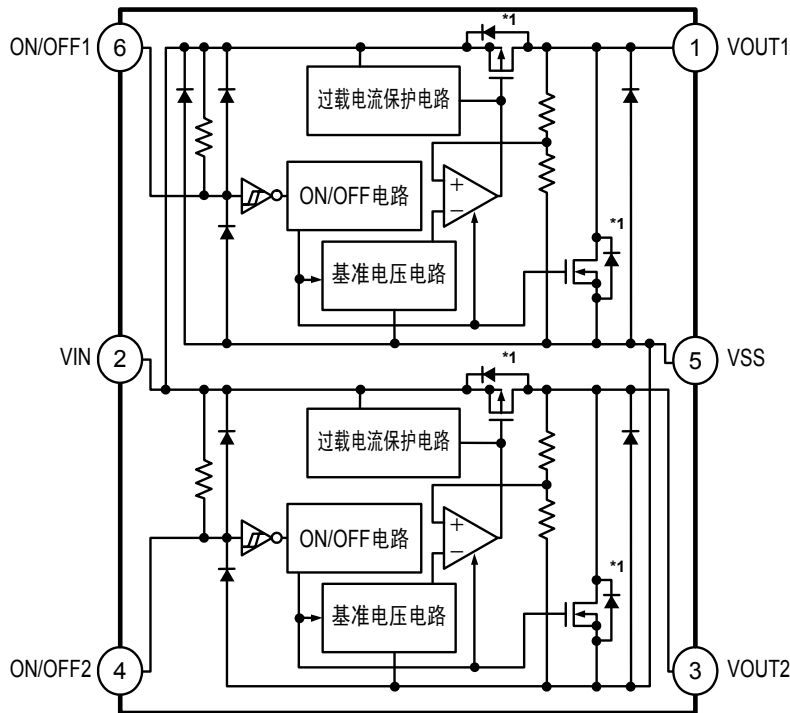 *1
ON/OFF1 6
1 VOUT1
过载电流保护电路
+
−
ON/OFF电路
*1
基准电压电路
VIN 2
5 VSS
*1
过载电流保护电路
+
−
ON/OFF电路
*1
基准电压电路
ON/OFF2 4
3 VOUT2